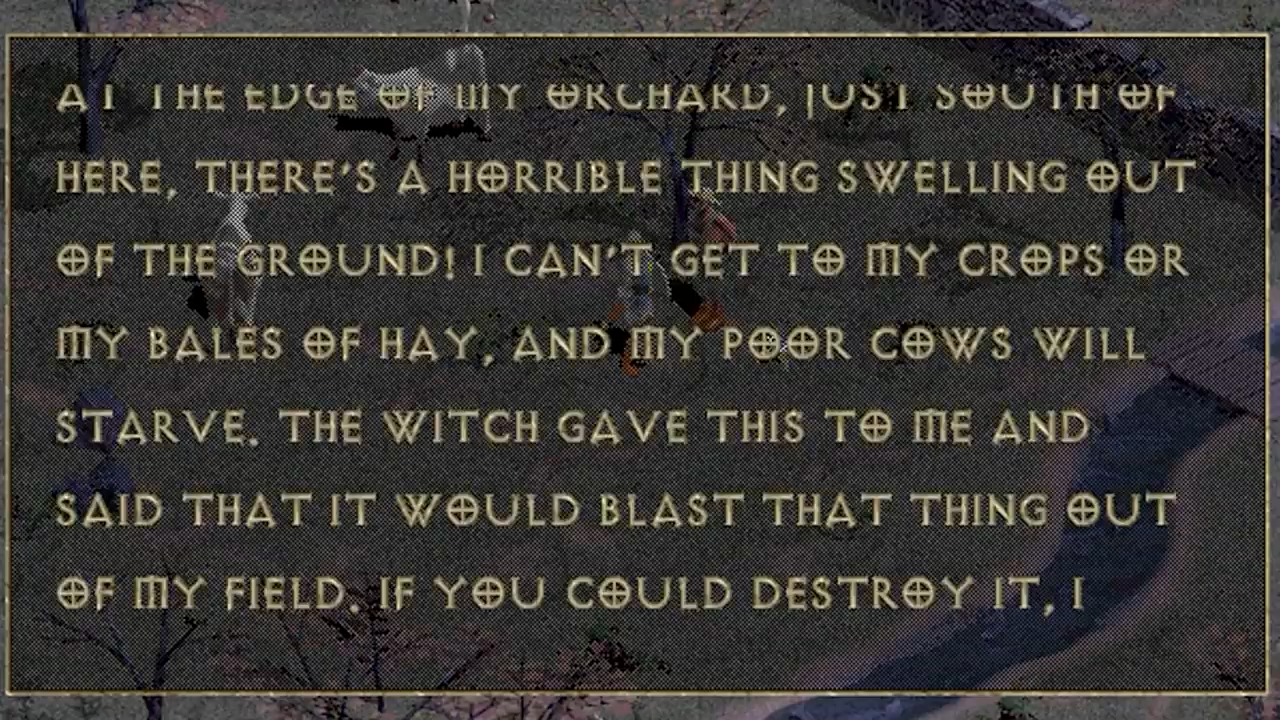 AT THE EDGE OF MY ORCHARD, JUST SOUTH OF
HERE, THERE'S A HORRIBLE THING SWELLING OUT
OF THE GROUND! I CAN'T GET TO MY CROPS OR
MY BALES OF HAY, AND MY POOR COWS WILL
STARVE. THE WITCH GAVE THIS TO ME AND
SAID THAT IT WOULD BLAST THAT THING OUT
OF MY FIELD. IF YOU COULD DESTROY IT, I